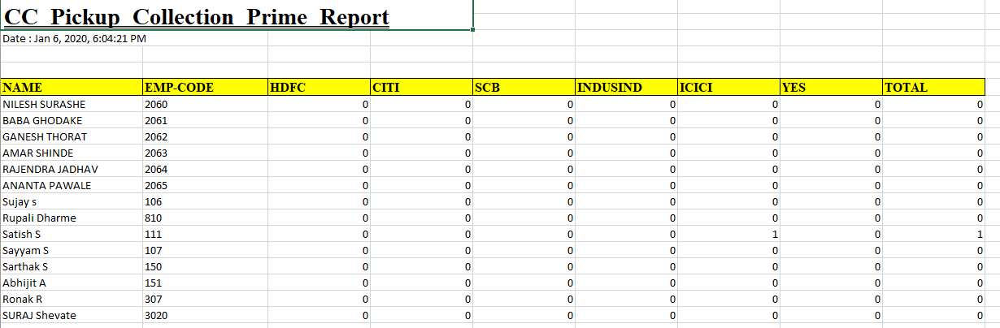 CC Pickup Collection Prime Report
Date : Jan 6, 2020, 6:04:21 PM
NAME EMP-CODE HDFC CITI SCB INDUSIND ICICI YES TOTAL
NILESH SURASHE 2060 0 0 0 0 0 0 0
BABA GHODAKE 2061 0 0 0 0 0 0 0
GANESH THORAT 2062 0 0 0 0 0 0 0
AMAR SHINDE 2063 0 0 0 0 0 0 0
RAJENDRA JADHAV 2064 0 0 0 0 0 0 0
ANANTA PAWALE 2065 0 0 0 0 0 0 0
Sujay s 106 0 0 0 0 0 0 0
Rupali Dharme 810 0 0 0 0 0 0 0
Satish S 111 0 0 0 0 1 0 1
Sayyam S 107 0 0 0 0 0 0 0
Sarthak S 150 0 0 0 0 0 0 0
Abhijit A 151 0 0 0 0 0 0 0
Ronak R 307 0 0 0 0 0 0 0
SURAJ Shevate 3020 0 0 0 0 0 0 0